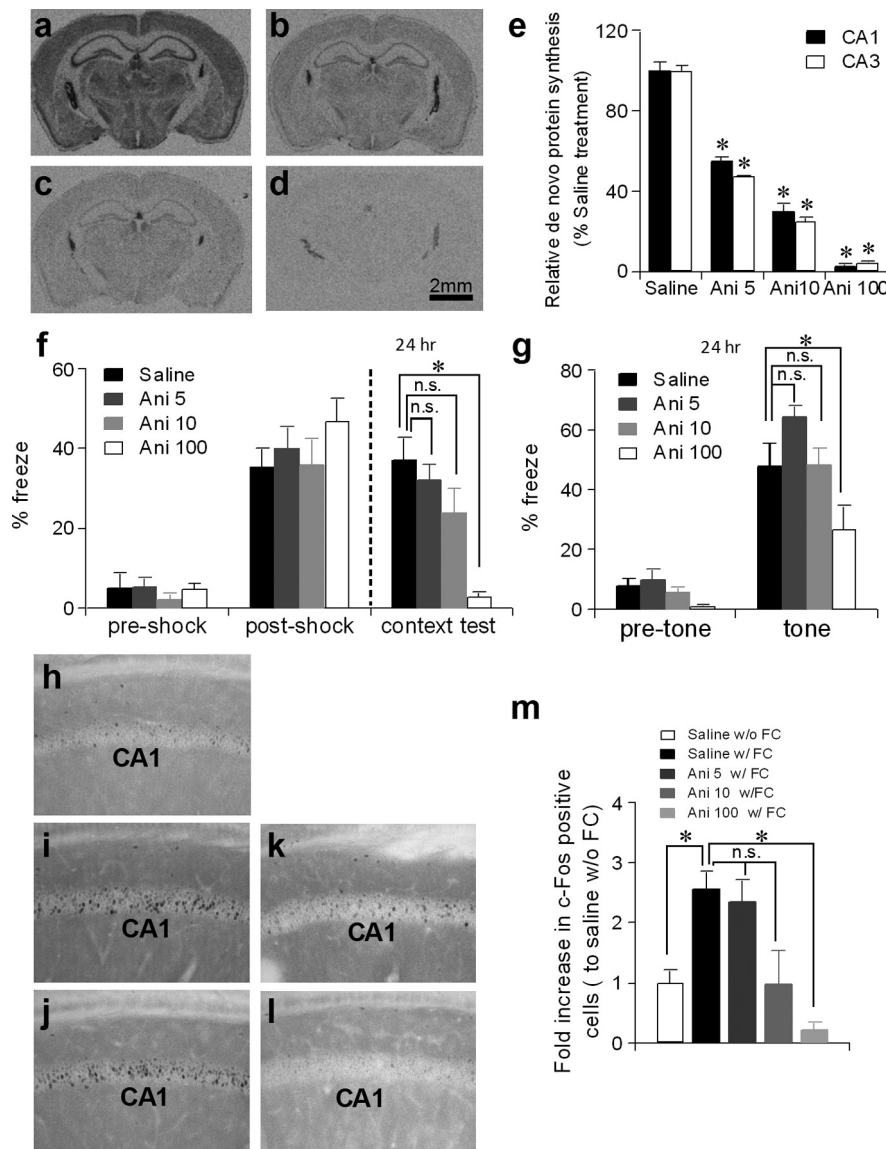 a
b
c
d
2mm
e
Relative de novo protein synthesis
(% Saline treatment)
120
80
40
0
CA1
CA3
*
*
*
*
*
*
Saline
Ani 5
Ani10
Ani 100
f
% freeze
60
40
20
0
Saline
Ani 5
Ani 10
Ani 100
24 hr
*
n.s.
n.s.
pre-shock
post-shock
context test
g
% freeze
80
60
40
20
0
24 hr
Saline
Ani 5
Ani 10
Ani 100
*
n.s.
n.s.
pre-tone
tone
h
CA1
i
CA1
j
CA1
k
CA1
l
CA1
m
Saline w/o FC
Saline w/ FC
Ani 5 w/ FC
Ani 10 w/FC
Ani 100 w/ FC
Fold increase in c-Fos positive
cells ( to saline w/o FC)
4
3
2
1
0
*
*
n.s.